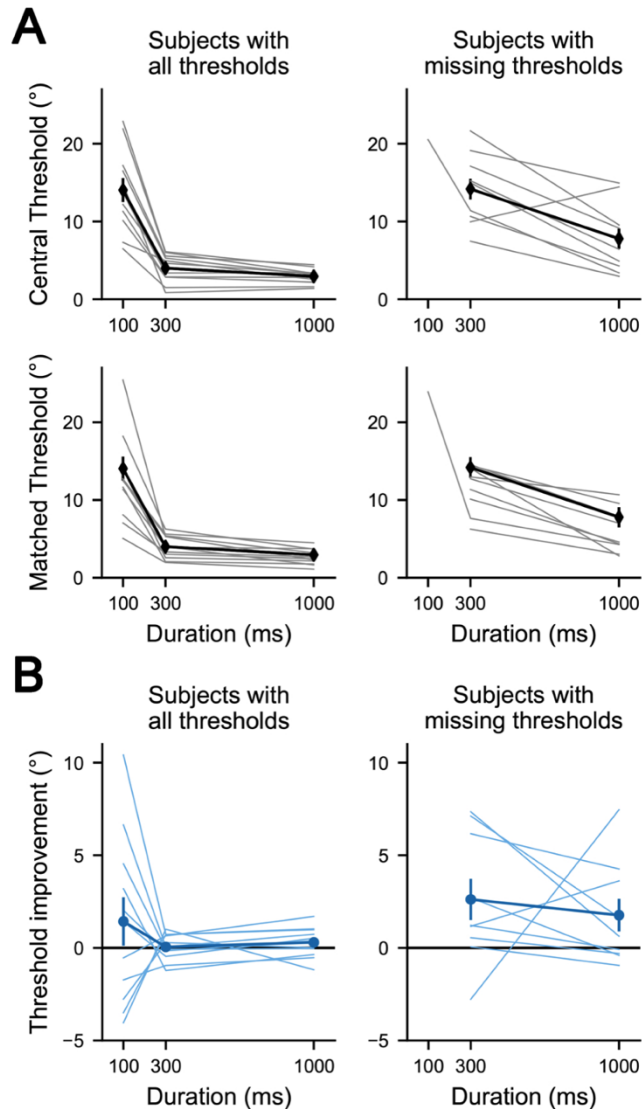 A
Subjects with
all thresholds
Subjects with
missing thresholds
Central Threshold (°)
20
10
0
100 300 1000
20
10
0
100 300 1000
Matched Threshold (°)
20
10
0
100 300 1000
Duration (ms)
20
10
0
100 300 1000
Duration (ms)
B
Subjects with
all thresholds
Subjects with
missing thresholds
Threshold improvement (°)
10
5
0
−5
100 300 1000
Duration (ms)
10
5
0
−5
100 300 1000
Duration (ms)